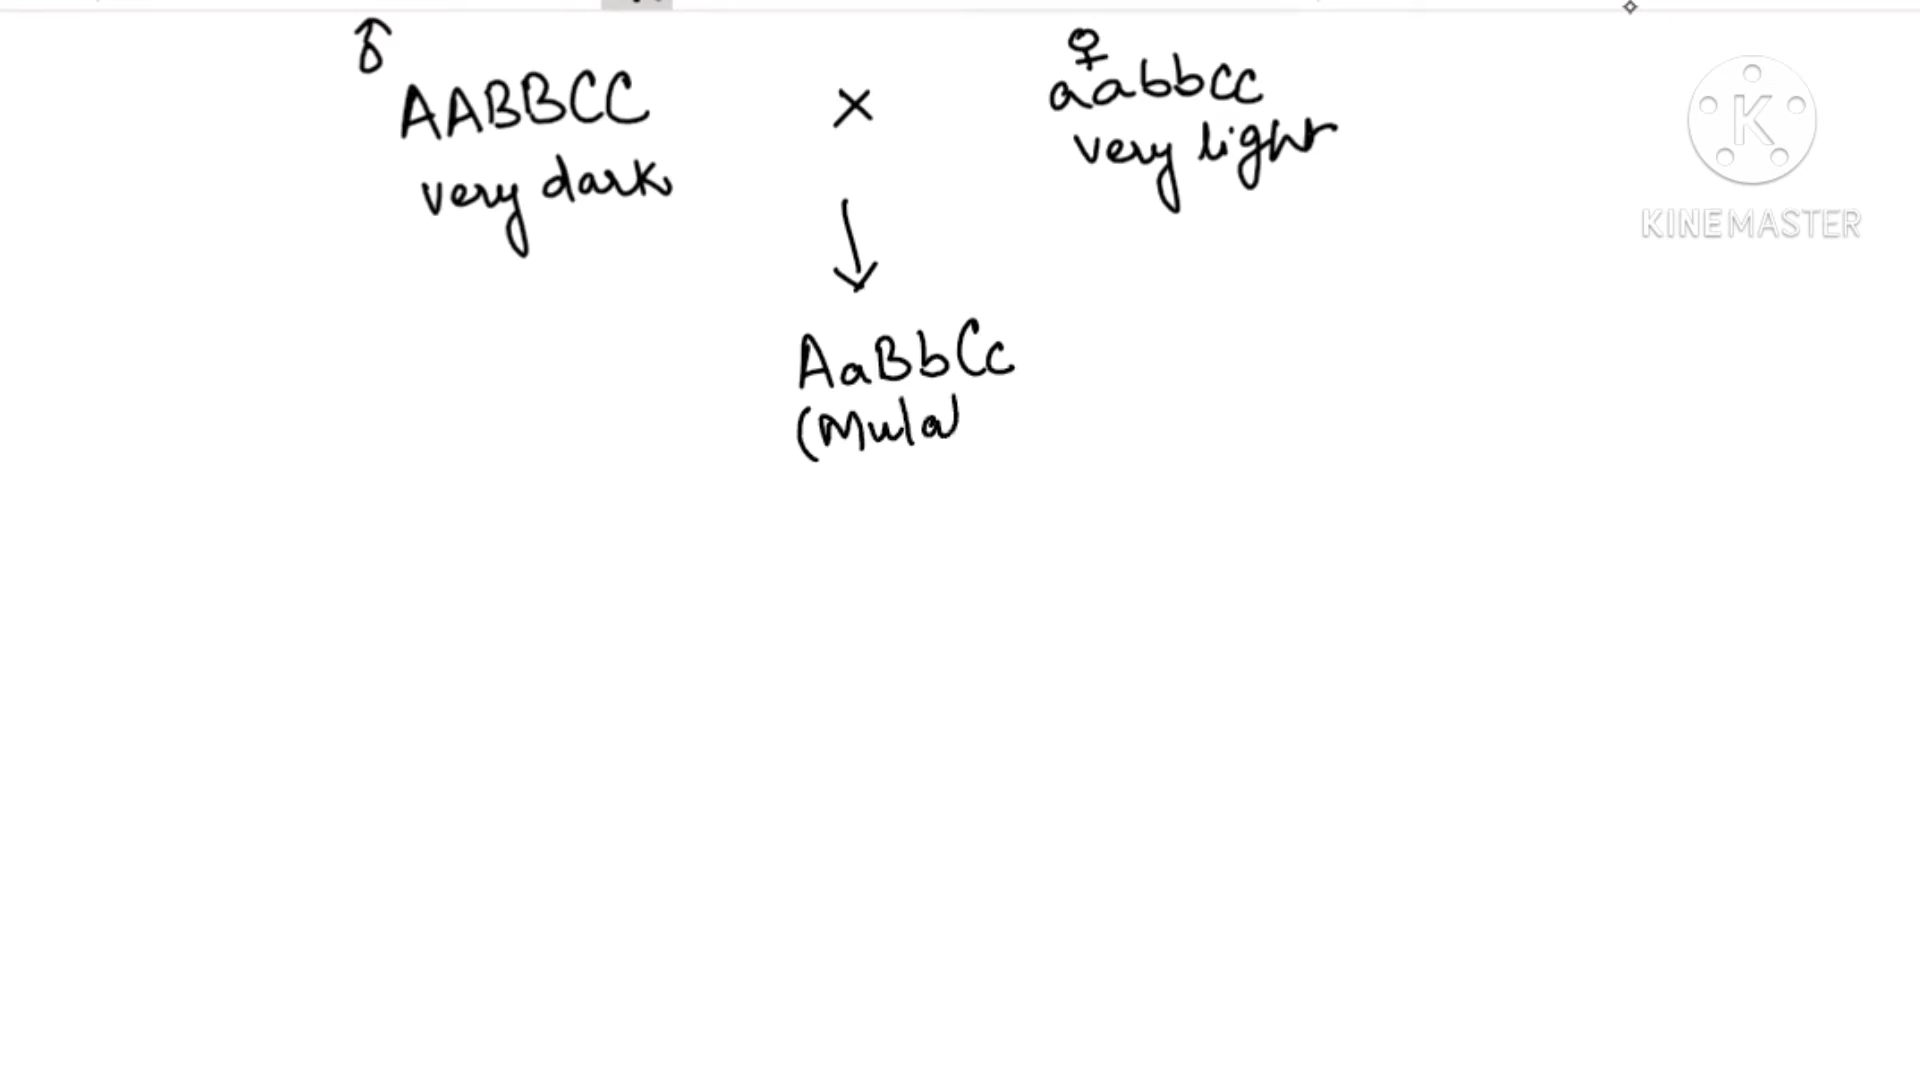 ♂ ♀
AABBCC × aabbcc
very dark very light
↓
AaBbCc
(Mula
K
KINEMASTER